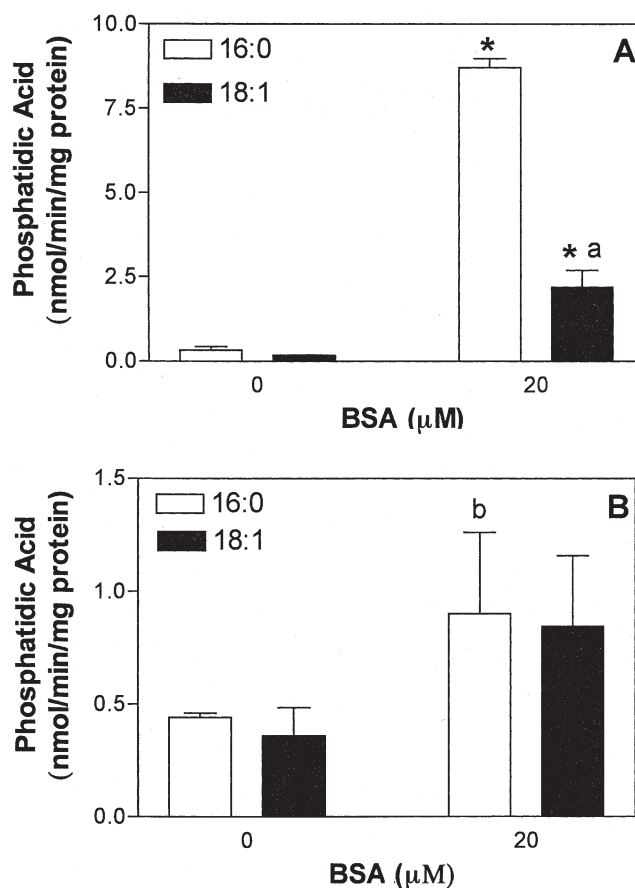 Phosphatidic Acid
(nmol/min/mg protein)
10.0
7.5
5.0
2.5
0.0
16:0
18:1
*
* a
A
0
20
BSA (μM)
Phosphatidic Acid
(nmol/min/mg protein)
1.5
1.0
0.5
0.0
16:0
18:1
b
B
0
20
BSA (μM)